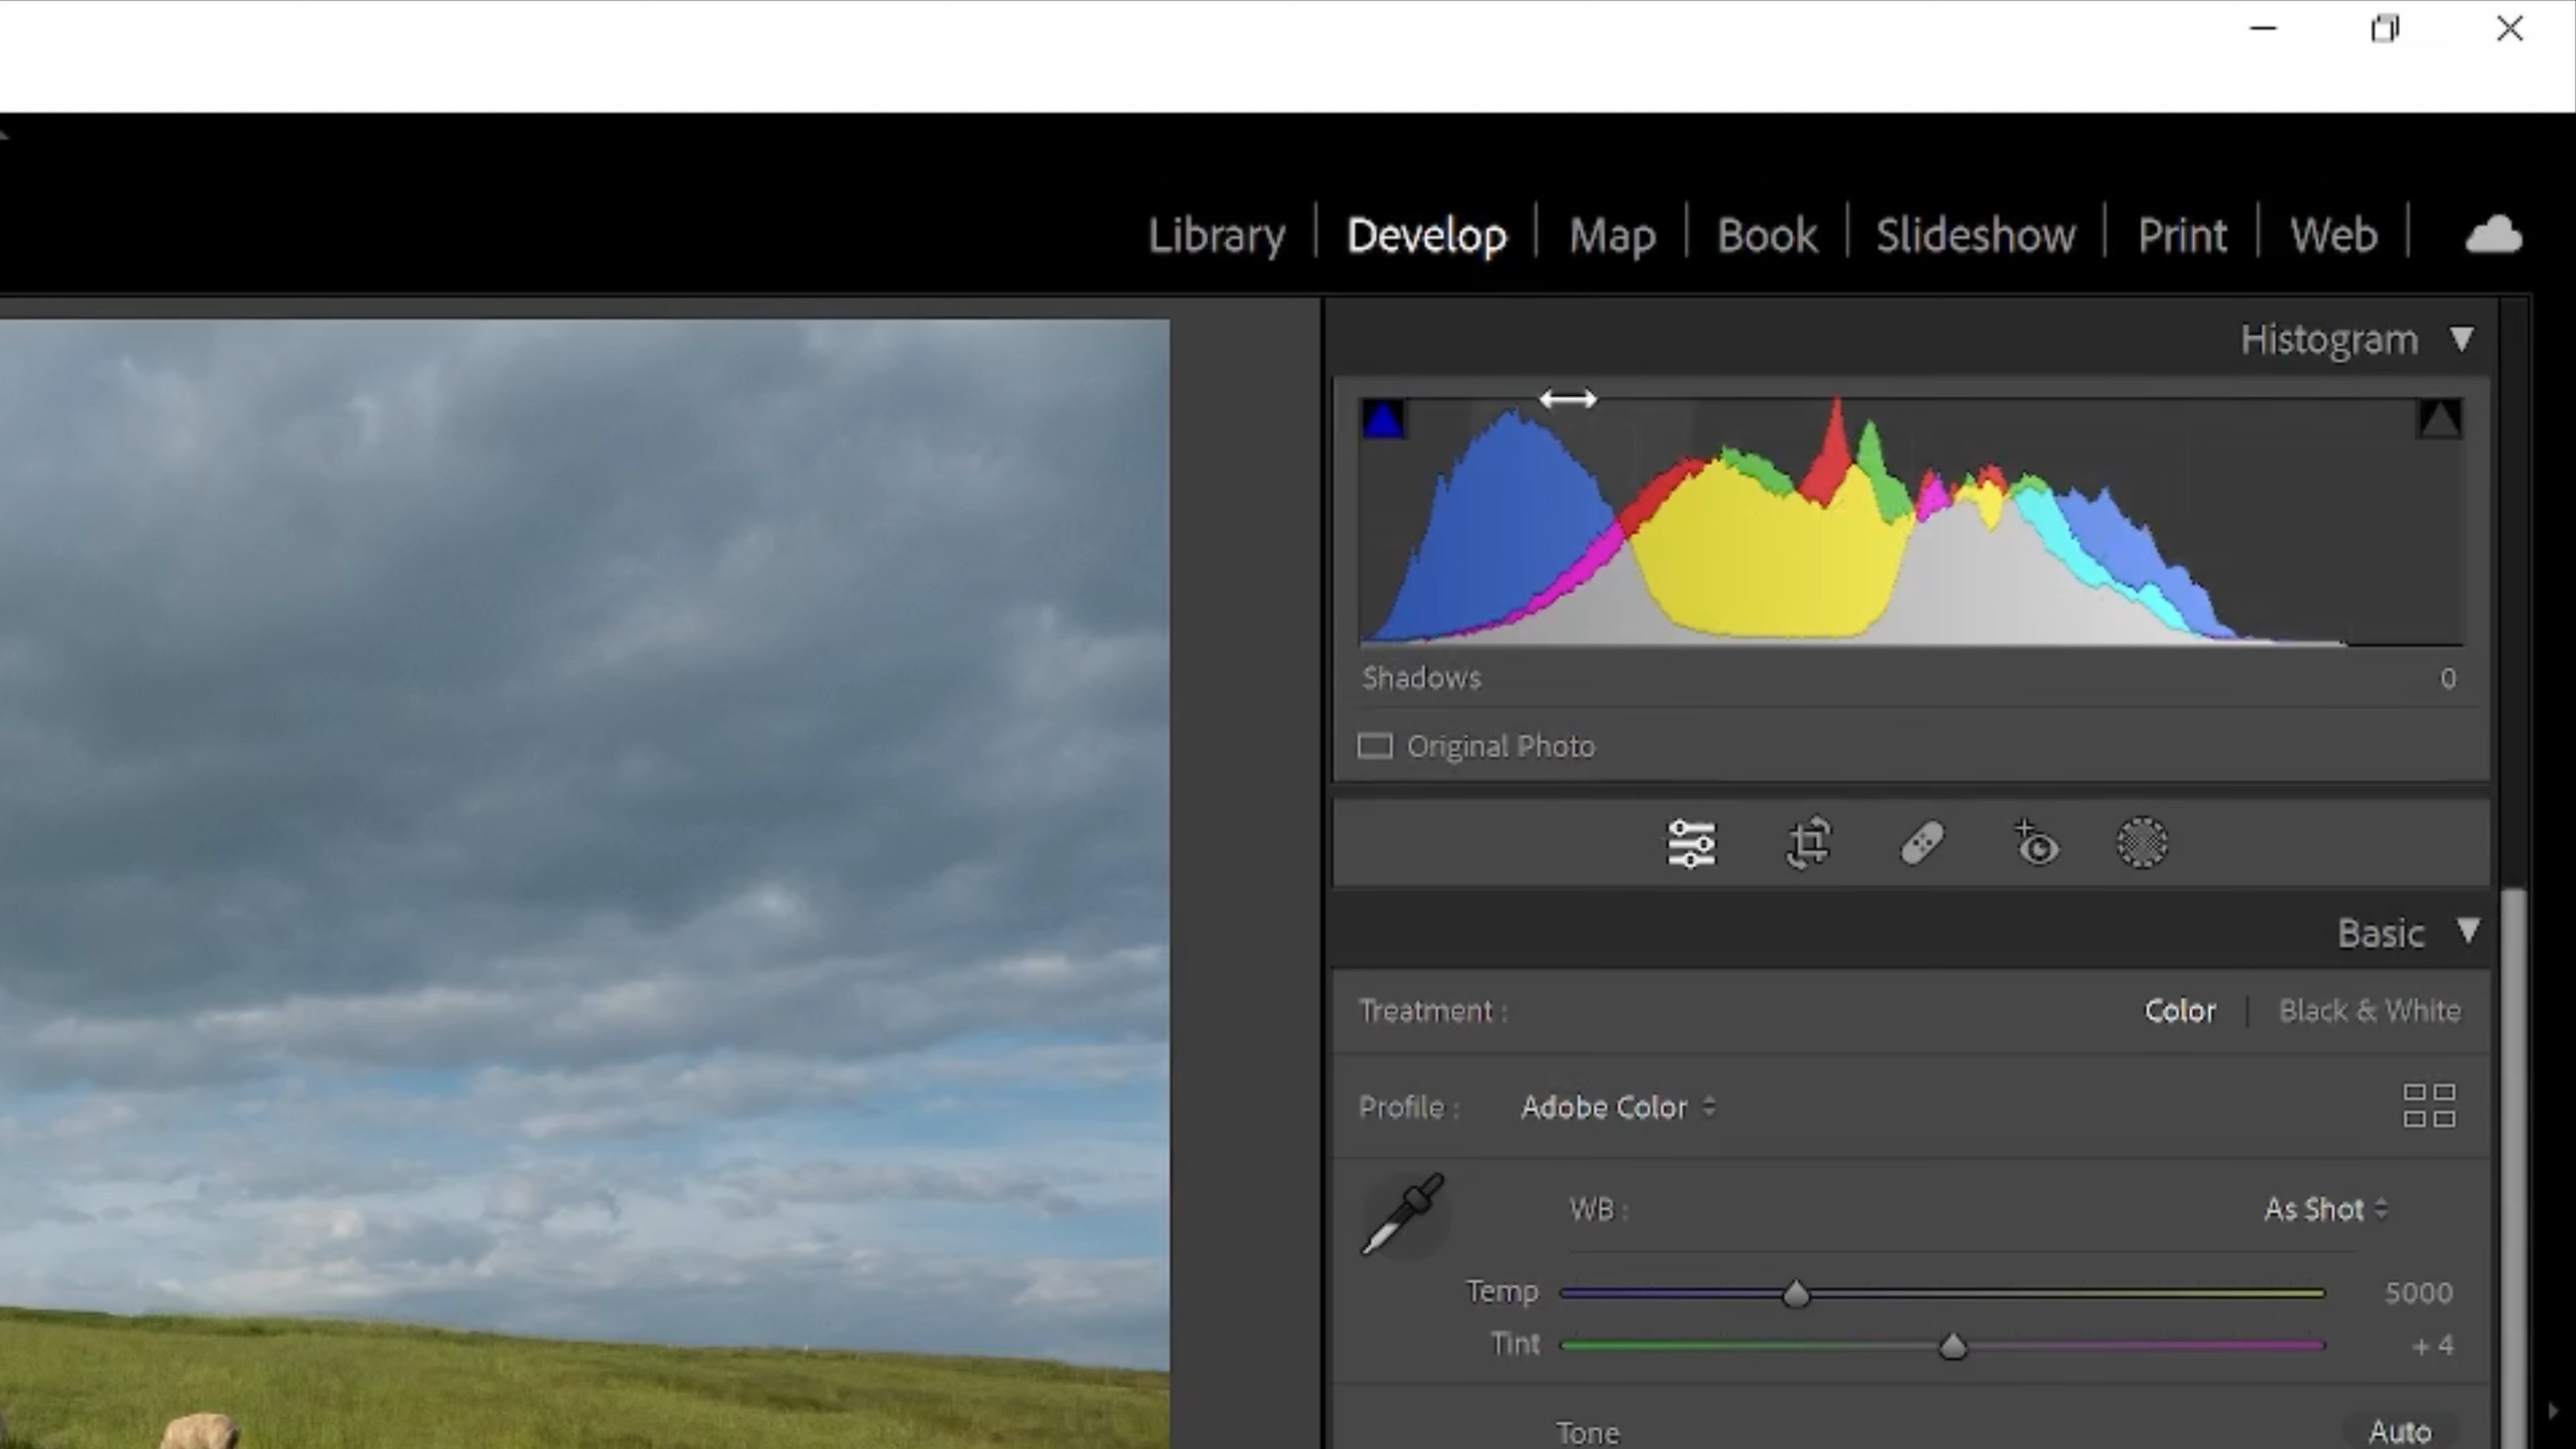 Library | Develop | Map | Book | Slideshow | Print | Web |
Histogram
Shadows 0
Original Photo
Basic
Treatment : Color | Black & White
Profile : Adobe Color
WB : As Shot
Temp 5000
Tint + 4
Tone Auto